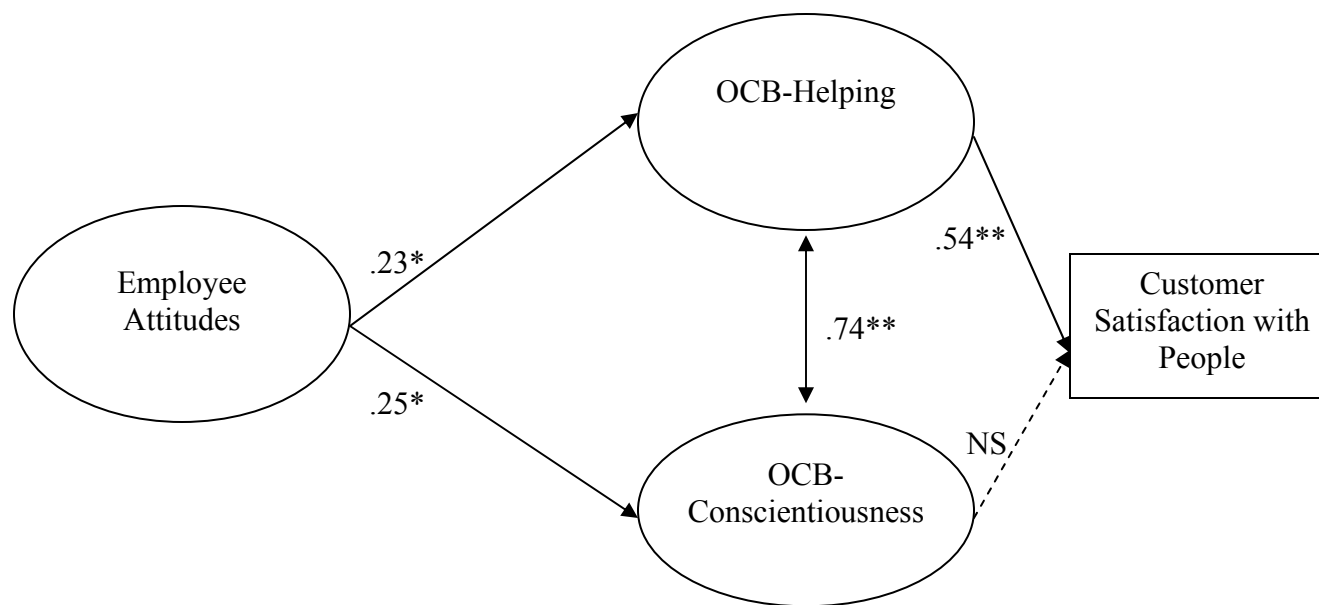 OCB-Helping
.54**
.23*
Employee
Attitudes
Customer
Satisfaction with
People
.74**
.25*
NS
OCB-
Conscientiousness